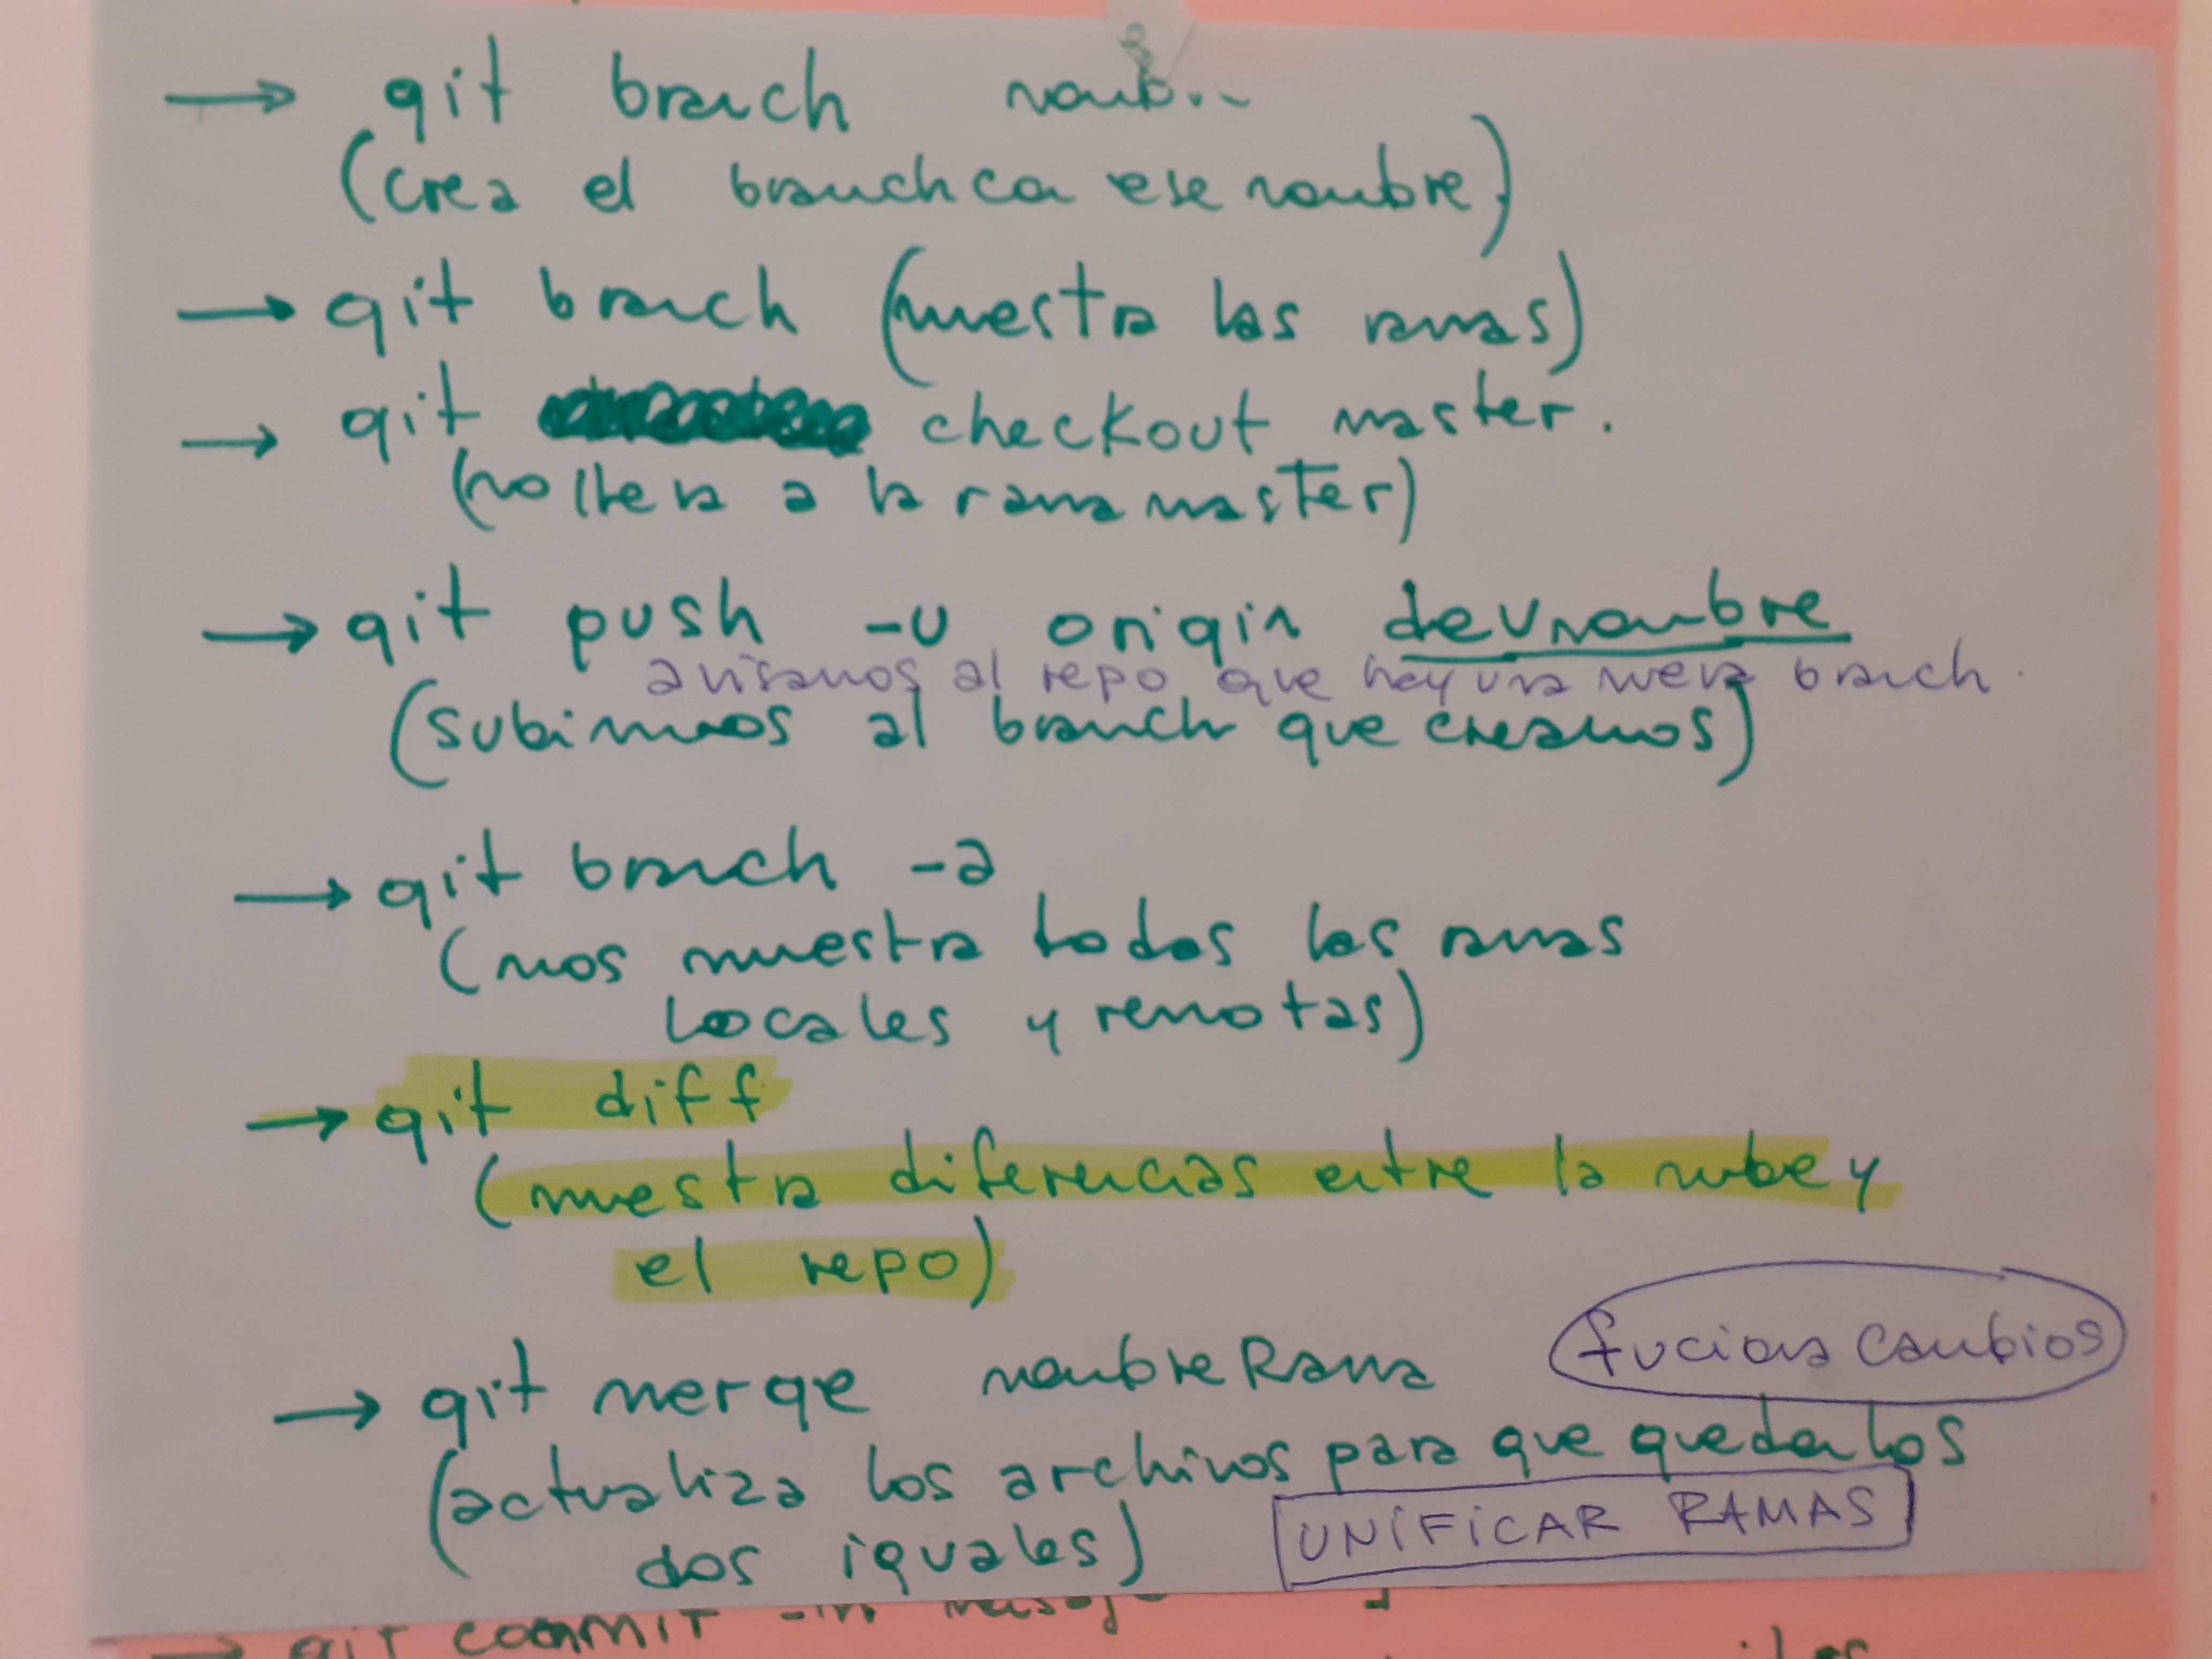 → git branch nomb..
(crea el branch con ese nombre)
→ git branch (muestra las ramas)
→ git checkout master.
(no lleva a la rama master)
→ git push -u origin devnombre
avisamos al repo que hay una nueva branch.
(subimos al branch que creamos)
→ git branch -a
(nos muestra todas las ramas
locales y remotas)
→ git diff
(muestra diferencias entre la nube y
el repo)
fuciona cambios
→ git merge nombreRama
(actualiza los archivos para que queden los
dos iguales)
UNIFICAR RAMAS
→ git commit -m